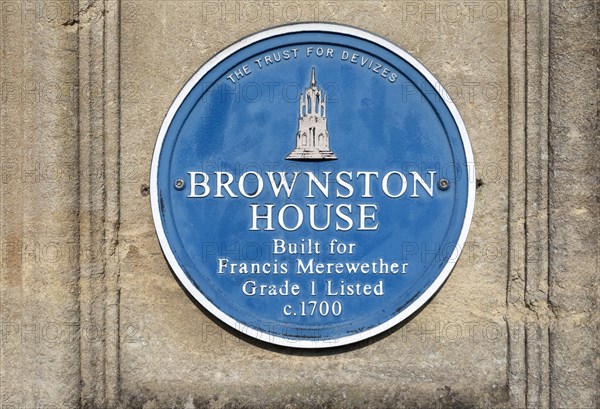 THE TRUST FOR DEVIZES
BROWNSTON
HOUSE
Built for
Francis Merewether
Grade 1 Listed
c.1700